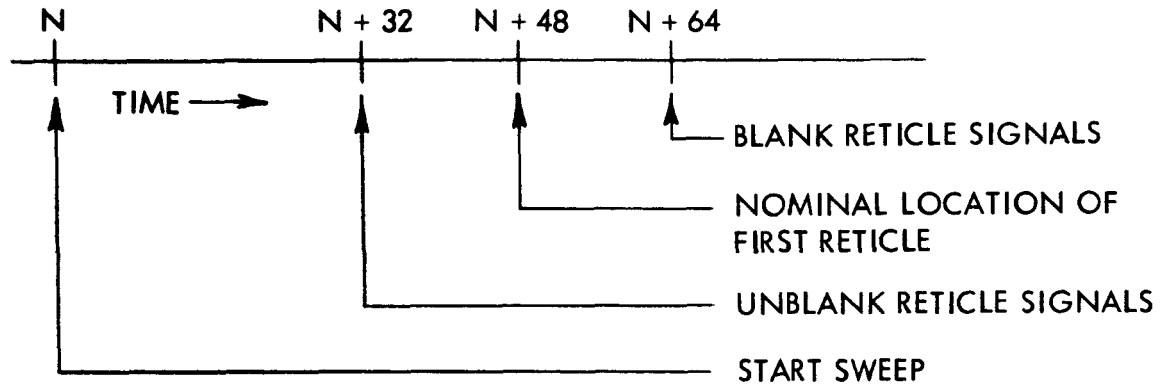 N N + 32 N + 48 N + 64
TIME
BLANK RETICLE SIGNALS
NOMINAL LOCATION OF
FIRST RETICLE
UNBLANK RETICLE SIGNALS
START SWEEP